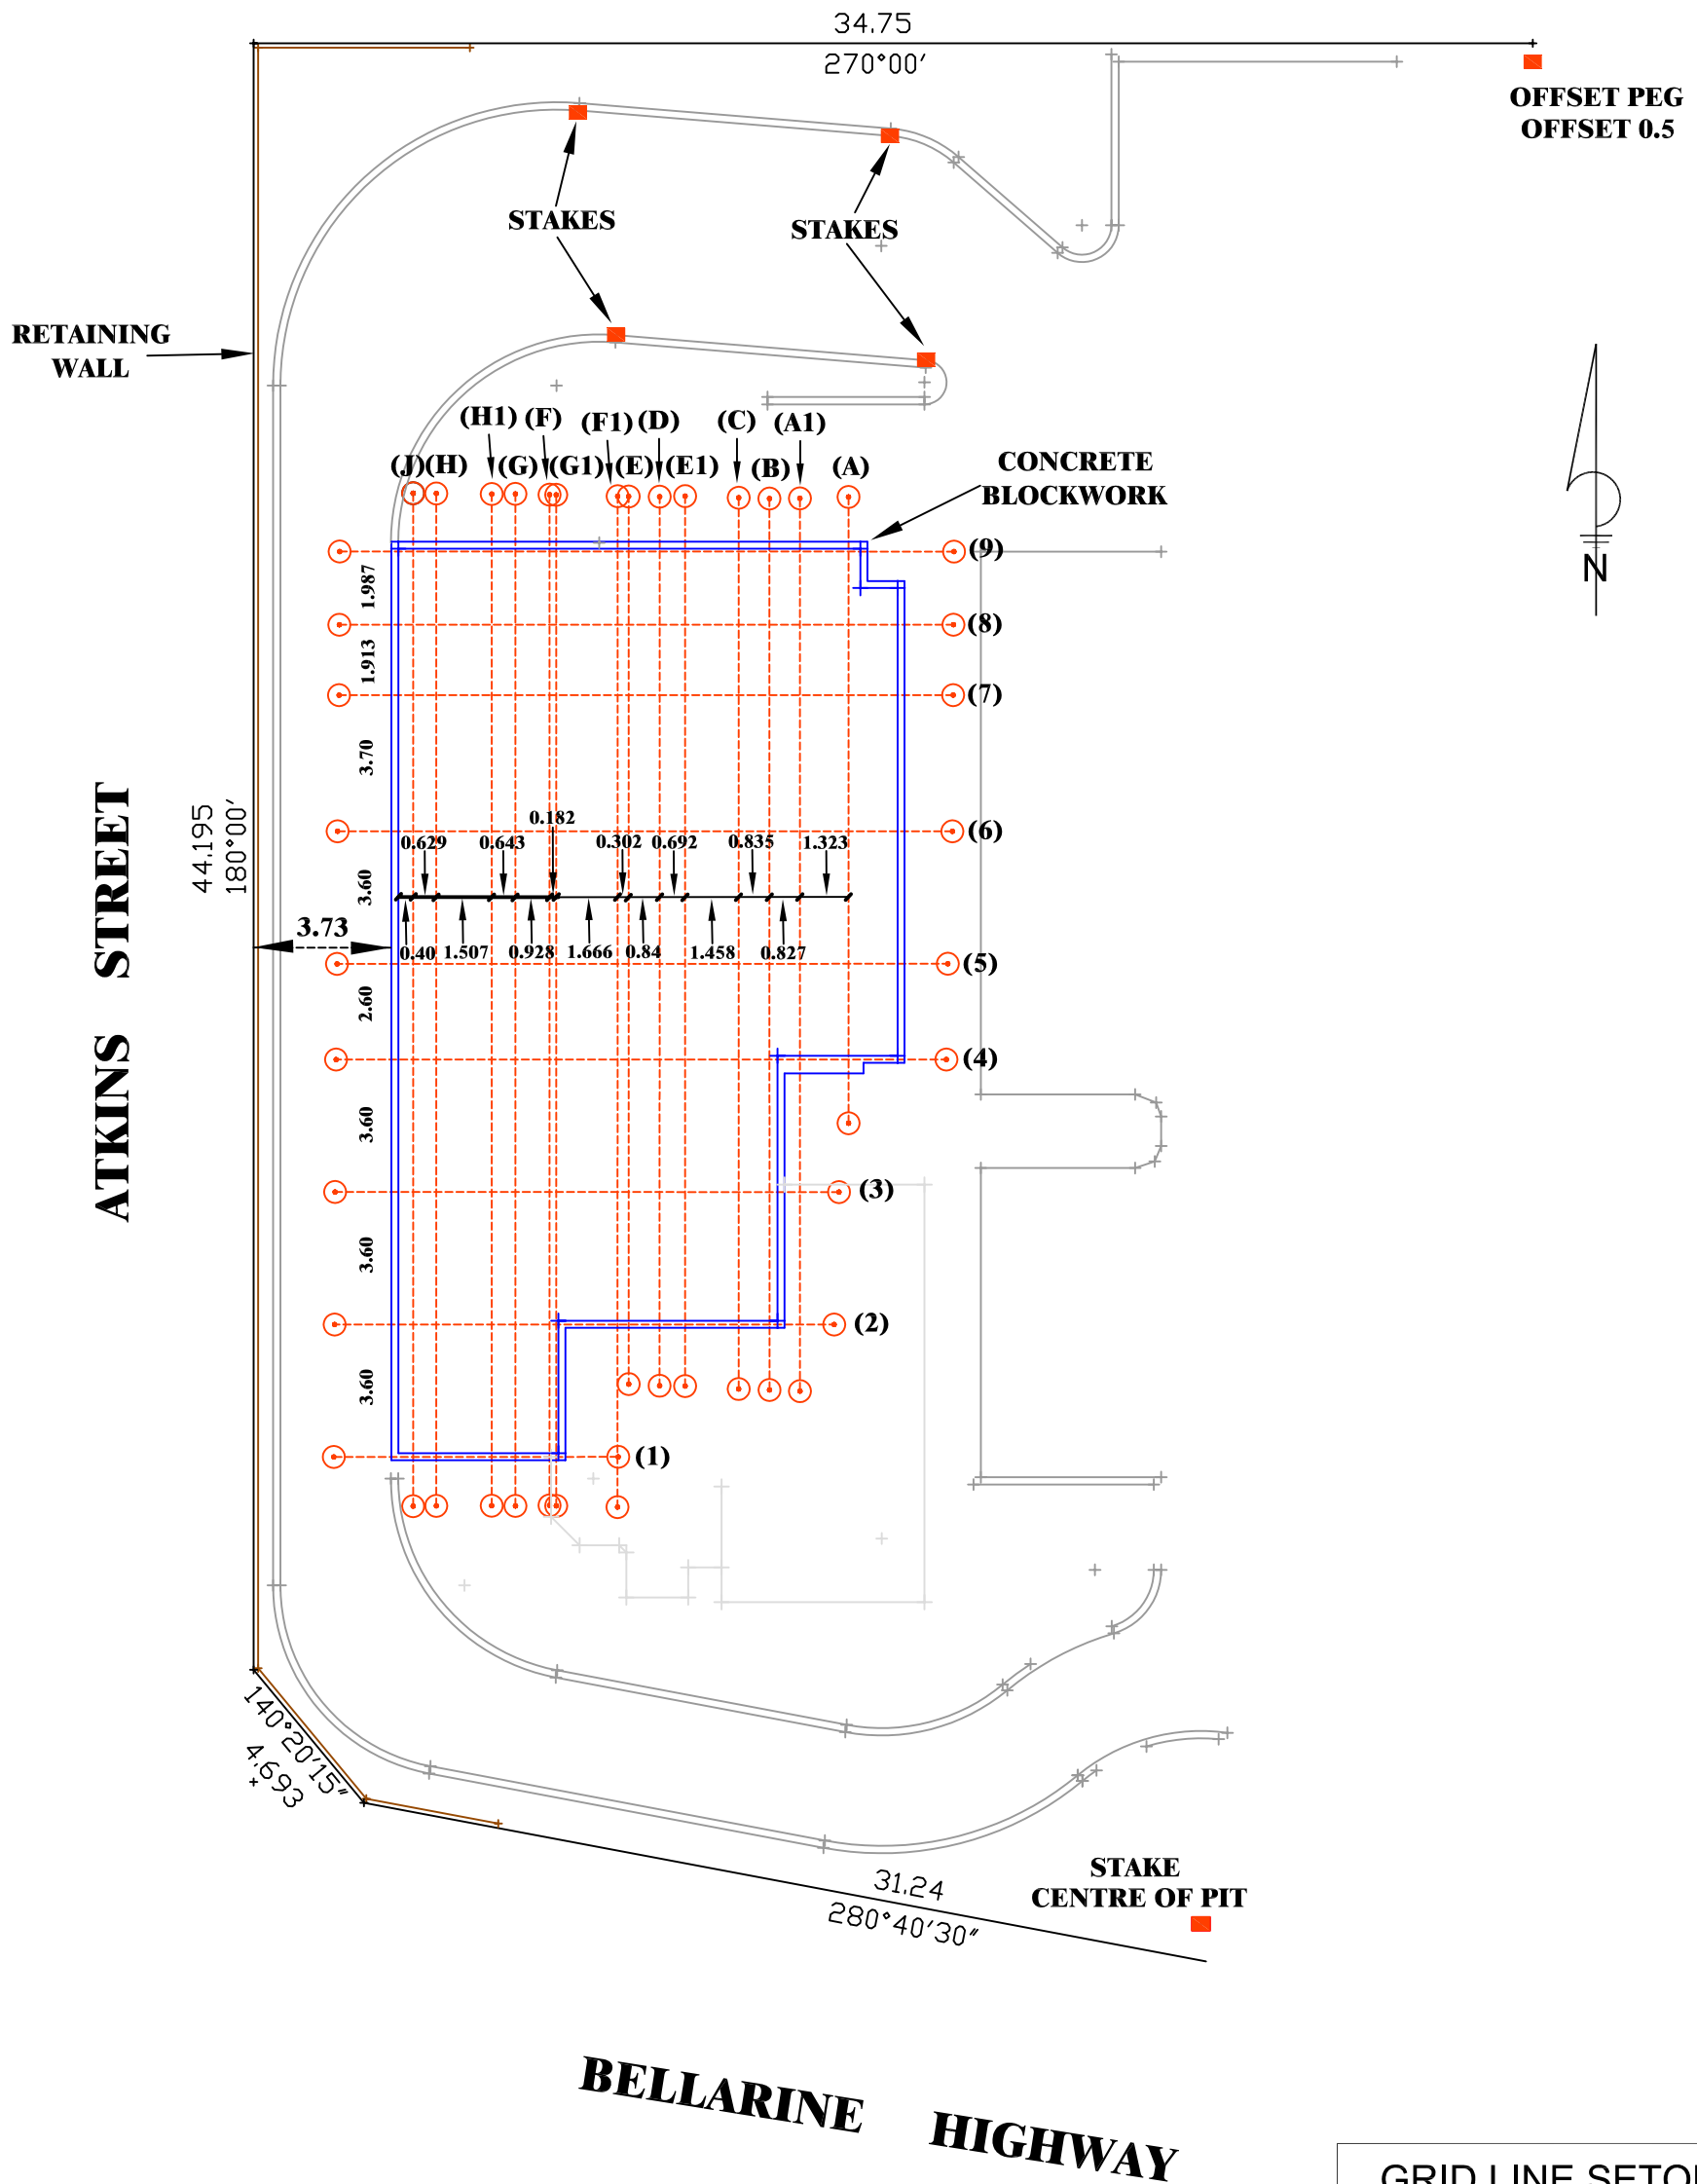 34.75
270°00′
OFFSET PEG
OFFSET 0.5
STAKES
STAKES
RETAINING
WALL
(H1) (F) (F1) (D) (C) (A1)
(J) (H) (G) (G1) (E) (E1) (B) (A)
CONCRETE
BLOCKWORK
N
(9)
1.987
(8)
1.913
(7)
3.70
(6)
0.182
0.629 0.643 0.302 0.692 0.835 1.323
3.60
3.73
0.40 1.507 0.928 1.666 0.84 1.458 0.827
(5)
2.60
(4)
3.60
(3)
3.60
(2)
3.60
(1)
44.195
180°00′
ATKINS STREET
140°20′15″
4.693
31.24
280°40′30″
STAKE
CENTRE OF PIT
BELLARINE HIGHWAY
GRID LINE